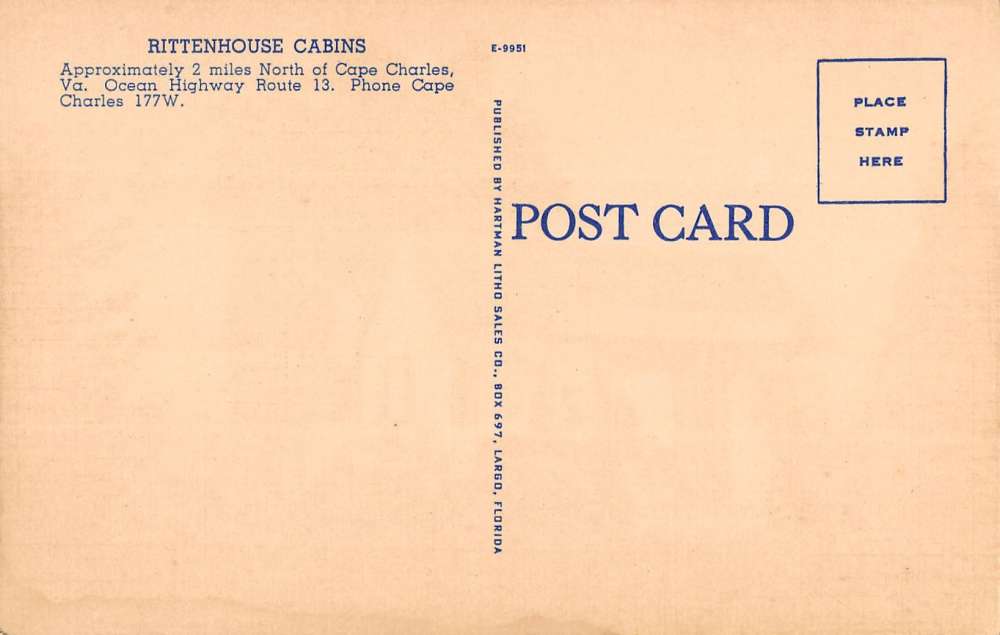 RITTENHOUSE CABINS
Approximately 2 miles North of Cape Charles,
Va. Ocean Highway Route 13. Phone Cape
Charles 177W.
E-9951
PUBLISHED BY HARTMAN LITHO SALES CO., BOX 697, LARGO, FLORIDA
POST CARD
PLACE
STAMP
HERE